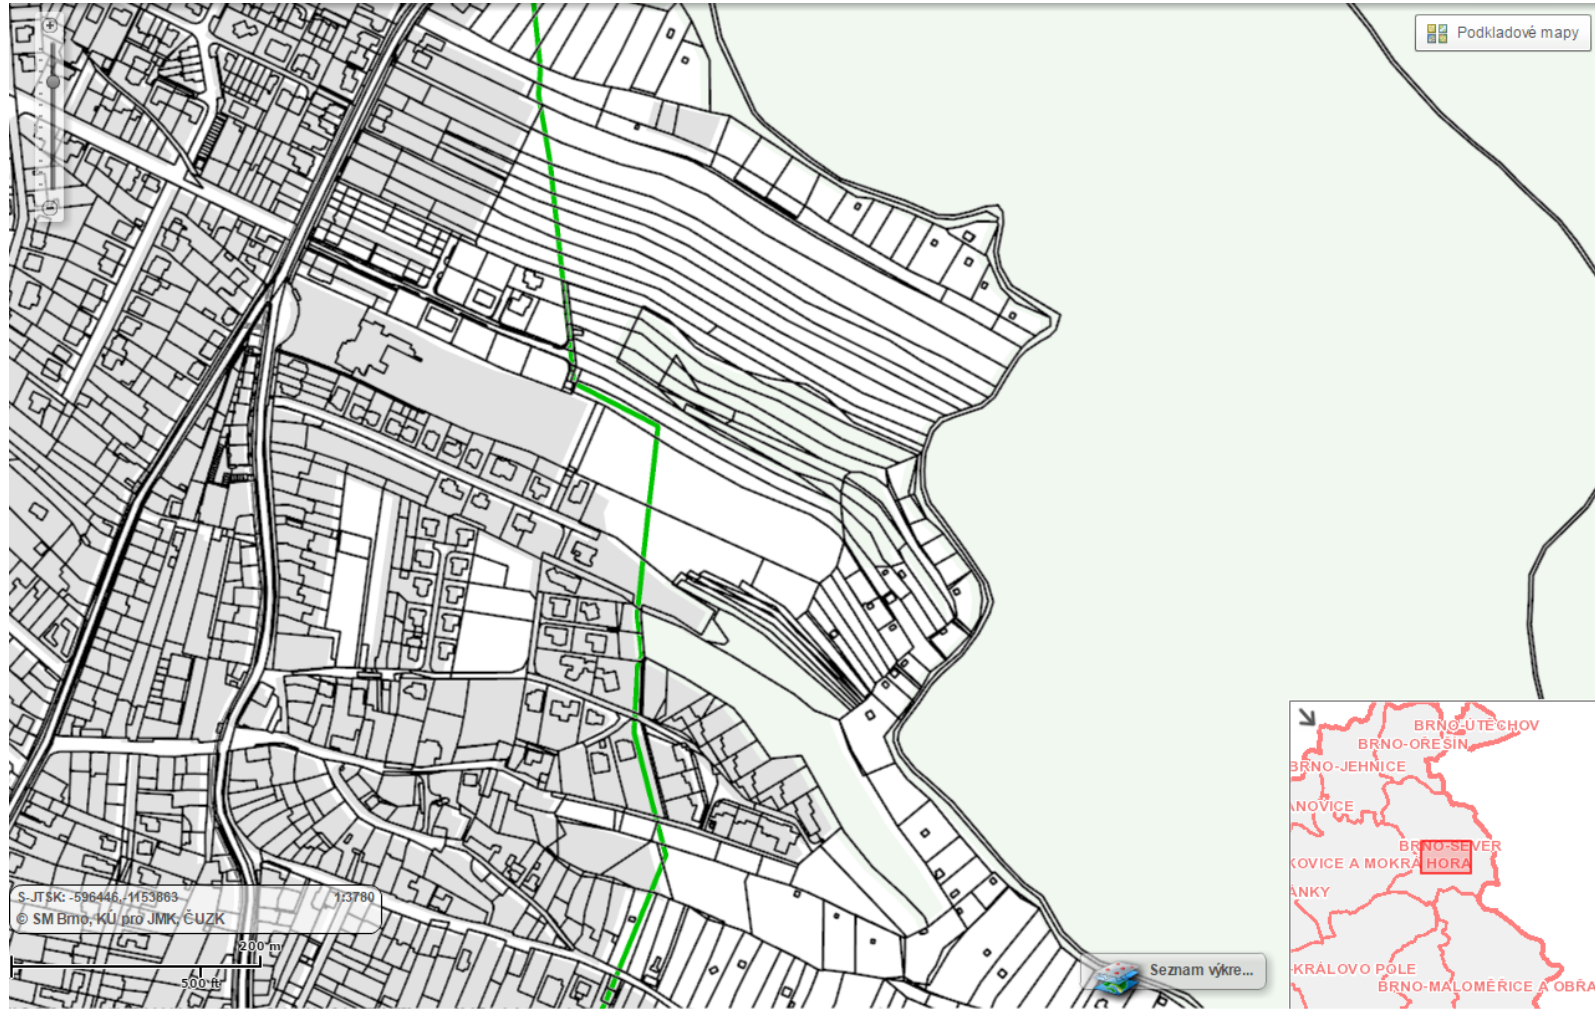 Podkladové mapy
BRNO-ÚTĚCHOV
BRNO-OŘEŠÍN
BRNO-JEHNICE
ANOVICE
BRNO-SEVER
KOVICE A MOKRÁ HORA
ÁNKY
-KRÁLOVO POLE
BRNO-MALOMĚŘICE A OBŘA
S-JTSK: -596446,-1153863 1:3780
© SM Brno, KÚ pro JMK, ČÚZK
200 m
500 ft
Seznam výkre...